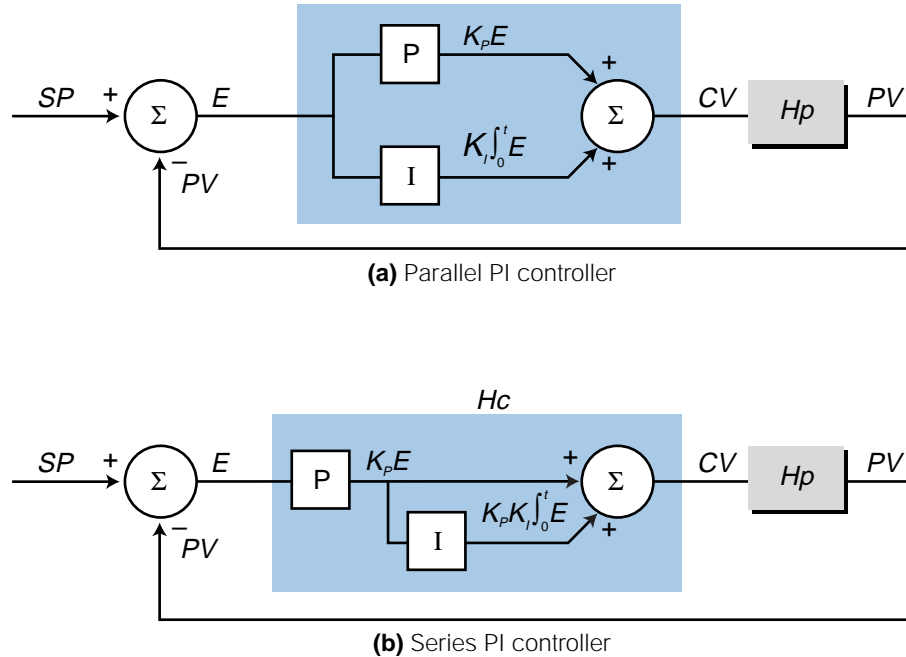 K_P E
P
SP + Σ E + Σ CV Hp PV
K_I ∫_0^t E
I +
− PV
(a) Parallel PI controller
Hc
SP + Σ E P K_P E + Σ CV Hp PV
K_P K_I ∫_0^t E
I +
− PV
(b) Series PI controller